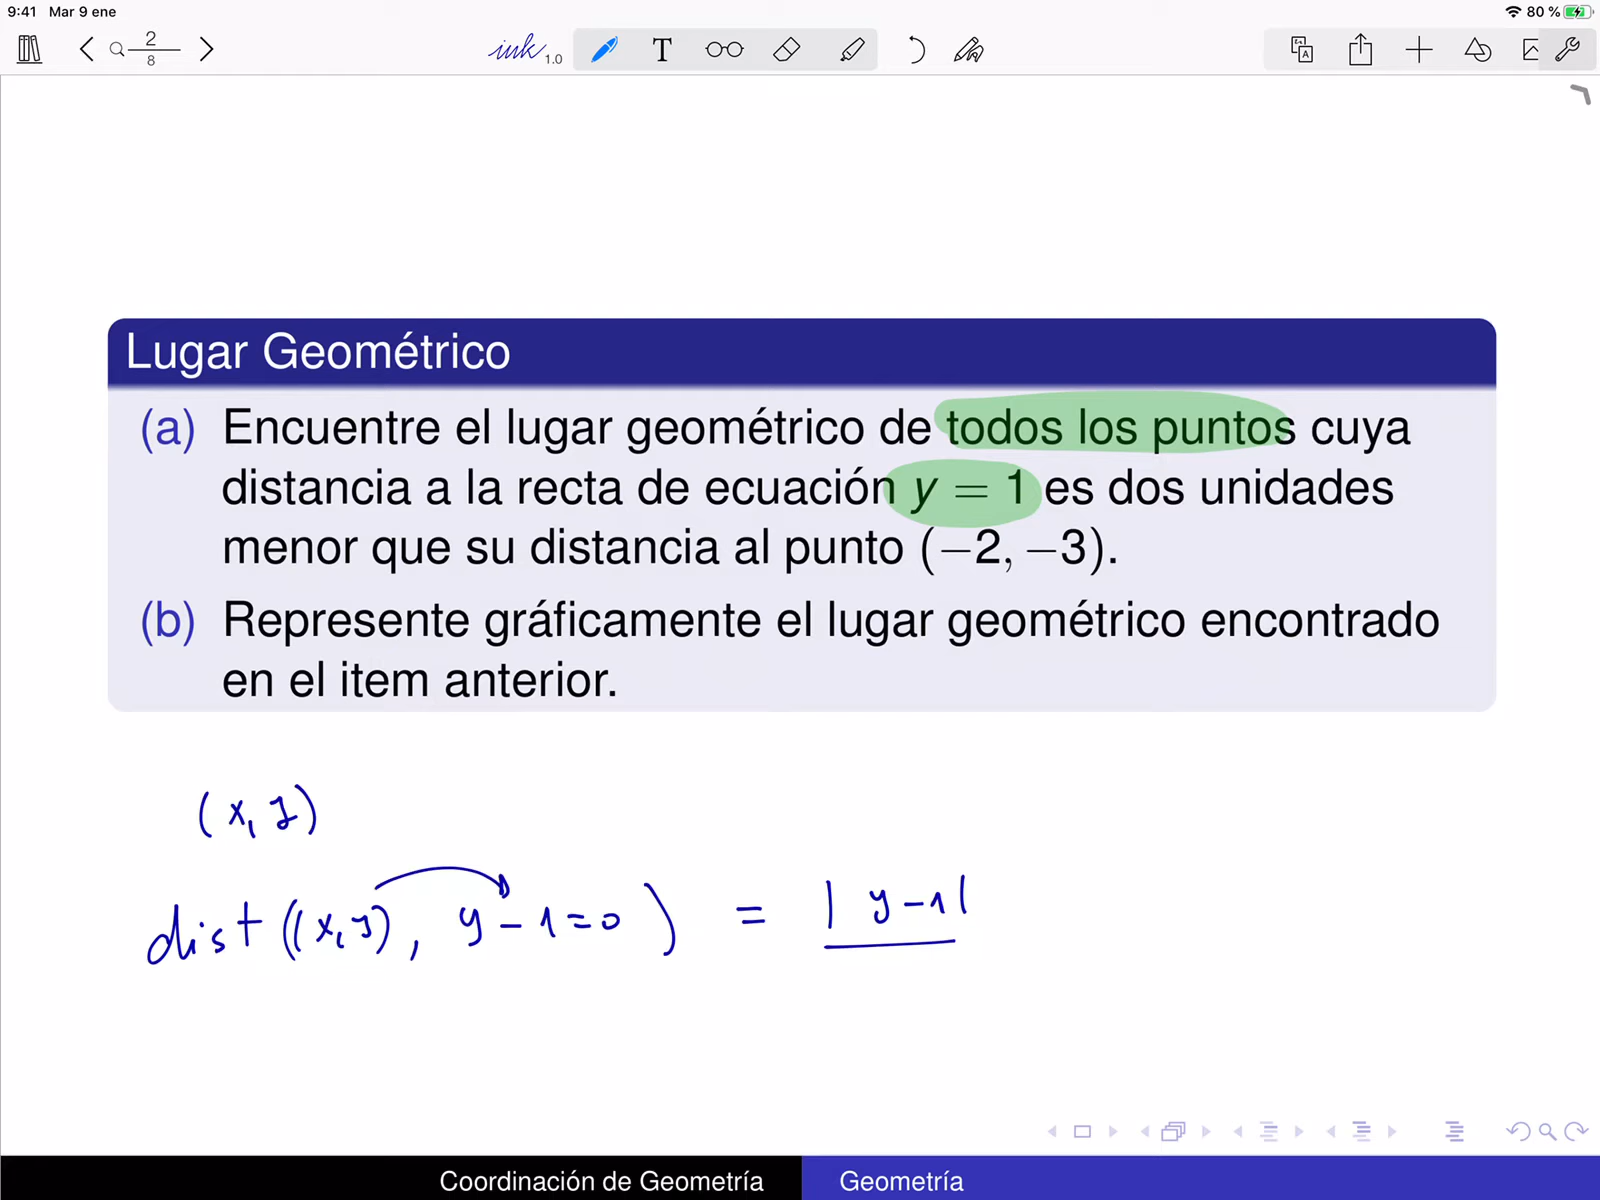 9:41 Mar 9 ene
80 %
2
8
ink 1.0
T
Lugar Geométrico
(a) Encuentre el lugar geométrico de todos los puntos cuya
distancia a la recta de ecuación y = 1 es dos unidades
menor que su distancia al punto (−2, −3).
(b) Represente gráficamente el lugar geométrico encontrado
en el item anterior.
(x, y)
dist((x, y), y − 1 = 0) = |y − 1|
Coordinación de Geometría
Geometría